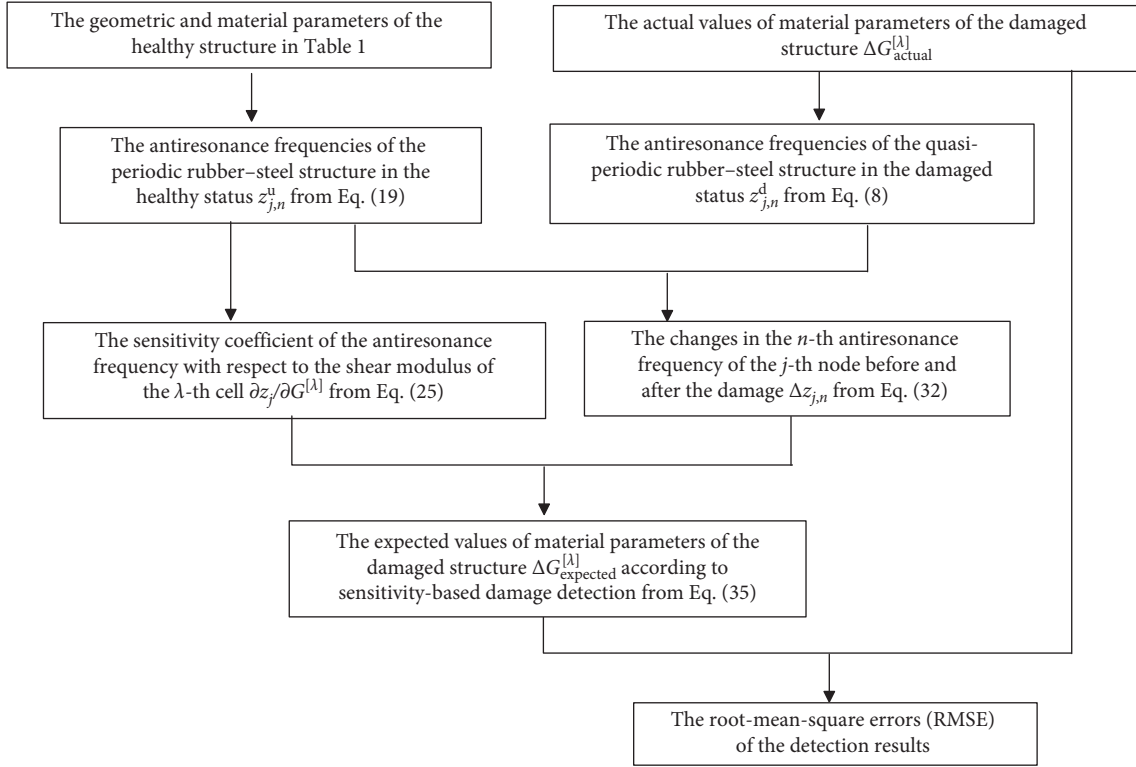 The geometric and material parameters of the
healthy structure in Table 1
The actual values of material parameters of the damaged
structure ΔG^{[λ]}_{actual}
The antiresonance frequencies of the
periodic rubber–steel structure in the
healthy status z^{u}_{j,n} from Eq. (19)
The antiresonance frequencies of the quasi-
periodic rubber–steel structure in the damaged
status z^{d}_{j,n} from Eq. (8)
The sensitivity coefficient of the antiresonance
frequency with respect to the shear modulus of
the λ-th cell ∂z_{j}/∂G^{[λ]} from Eq. (25)
The changes in the n-th antiresonance
frequency of the j-th node before and
after the damage Δz_{j,n} from Eq. (32)
The expected values of material parameters of the
damaged structure ΔG^{[λ]}_{expected} according to
sensitivity-based damage detection from Eq. (35)
The root-mean-square errors (RMSE)
of the detection results